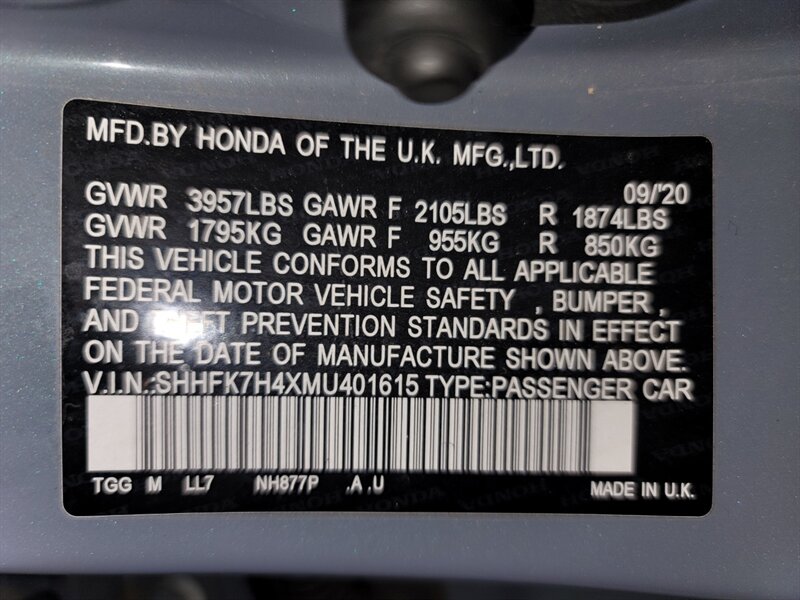 MFD.BY HONDA OF THE U.K. MFG.,LTD.
09/'20
GVWR 3957LBS GAWR F 2105LBS R 1874LBS
GVWR 1795KG GAWR F 955KG R 850KG
THIS VEHICLE CONFORMS TO ALL APPLICABLE
FEDERAL MOTOR VEHICLE SAFETY , BUMPER ,
AND THEFT PREVENTION STANDARDS IN EFFECT
ON THE DATE OF MANUFACTURE SHOWN ABOVE.
V.I.N.:SHHFK7H4XMU401615 TYPE:PASSENGER CAR
TGG M LL7 NH877P .A .U MADE IN U.K.